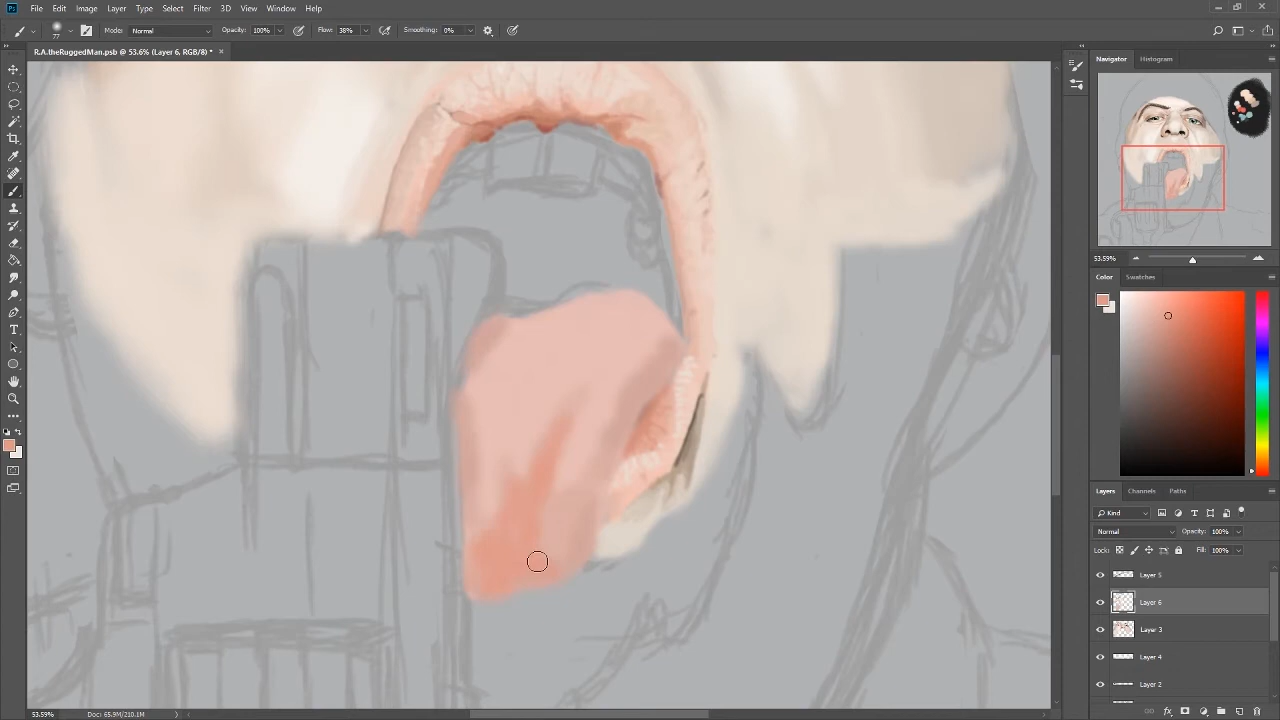 Ps File Edit Image Layer Type Select Filter 3D View Window Help
77 Mode: Normal Opacity: 100% Flow: 38% Smoothing: 0%
R.A.theRuggedMan.psb @ 53.6% (Layer 6, RGB/8) * ×
Navigator Histogram
53.59%
Color Swatches
Layers Channels Paths
Kind
Normal Opacity: 100%
Lock: Fill: 100%
Layer 5
Layer 6
Layer 3
Layer 4
Layer 2
53.59% Doc: 65.9M/210.1M